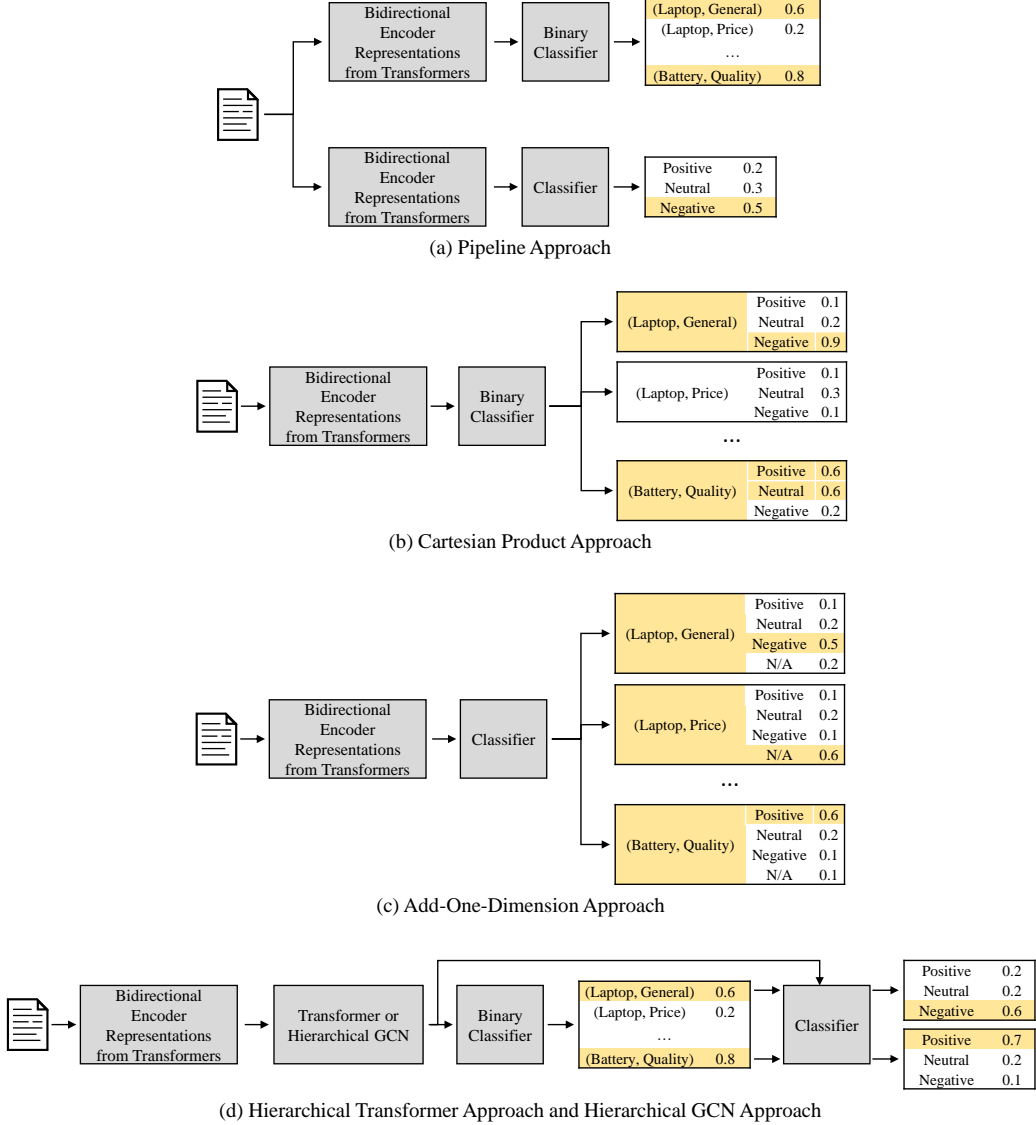 Bidirectional
Encoder
Representations
from Transformers
Binary
Classifier
(Laptop, General) 0.6
(Laptop, Price) 0.2
...
(Battery, Quality) 0.8
Bidirectional
Encoder
Representations
from Transformers
Classifier
Positive 0.2
Neutral 0.3
Negative 0.5
(a) Pipeline Approach
Bidirectional
Encoder
Representations
from Transformers
Binary
Classifier
(Laptop, General)
Positive 0.1
Neutral 0.2
Negative 0.9
(Laptop, Price)
Positive 0.1
Neutral 0.3
Negative 0.1
...
(Battery, Quality)
Positive 0.6
Neutral 0.6
Negative 0.2
(b) Cartesian Product Approach
Bidirectional
Encoder
Representations
from Transformers
Classifier
(Laptop, General)
Positive 0.1
Neutral 0.2
Negative 0.5
N/A 0.2
(Laptop, Price)
Positive 0.1
Neutral 0.2
Negative 0.1
N/A 0.6
...
(Battery, Quality)
Positive 0.6
Neutral 0.2
Negative 0.1
N/A 0.1
(c) Add-One-Dimension Approach
Bidirectional
Encoder
Representations
from Transformers
Transformer or
Hierarchical GCN
Binary
Classifier
(Laptop, General) 0.6
(Laptop, Price) 0.2
...
(Battery, Quality) 0.8
Classifier
Positive 0.2
Neutral 0.2
Negative 0.6
Positive 0.7
Neutral 0.2
Negative 0.1
(d) Hierarchical Transformer Approach and Hierarchical GCN Approach